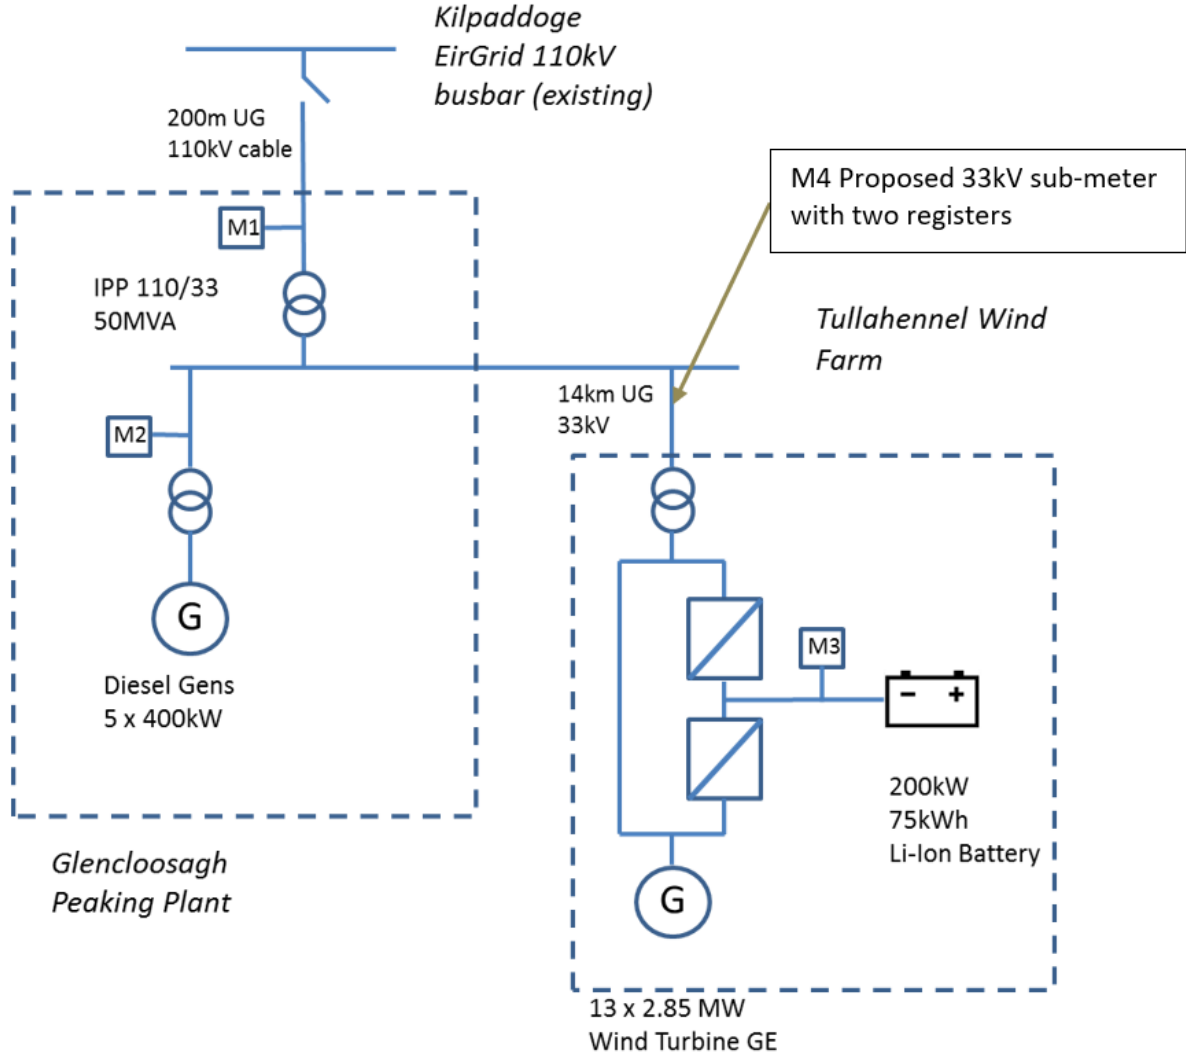 Kilpaddoge
EirGrid 110kV
busbar (existing)
200m UG
110kV cable
M4 Proposed 33kV sub-meter
with two registers
M1
IPP 110/33
50MVA
Tullahennel Wind
Farm
14km UG
33kV
M2
G
Diesel Gens
5 x 400kW
M3
− +
200kW
75kWh
Li-Ion Battery
Glencloosagh
Peaking Plant
G
13 x 2.85 MW
Wind Turbine GE